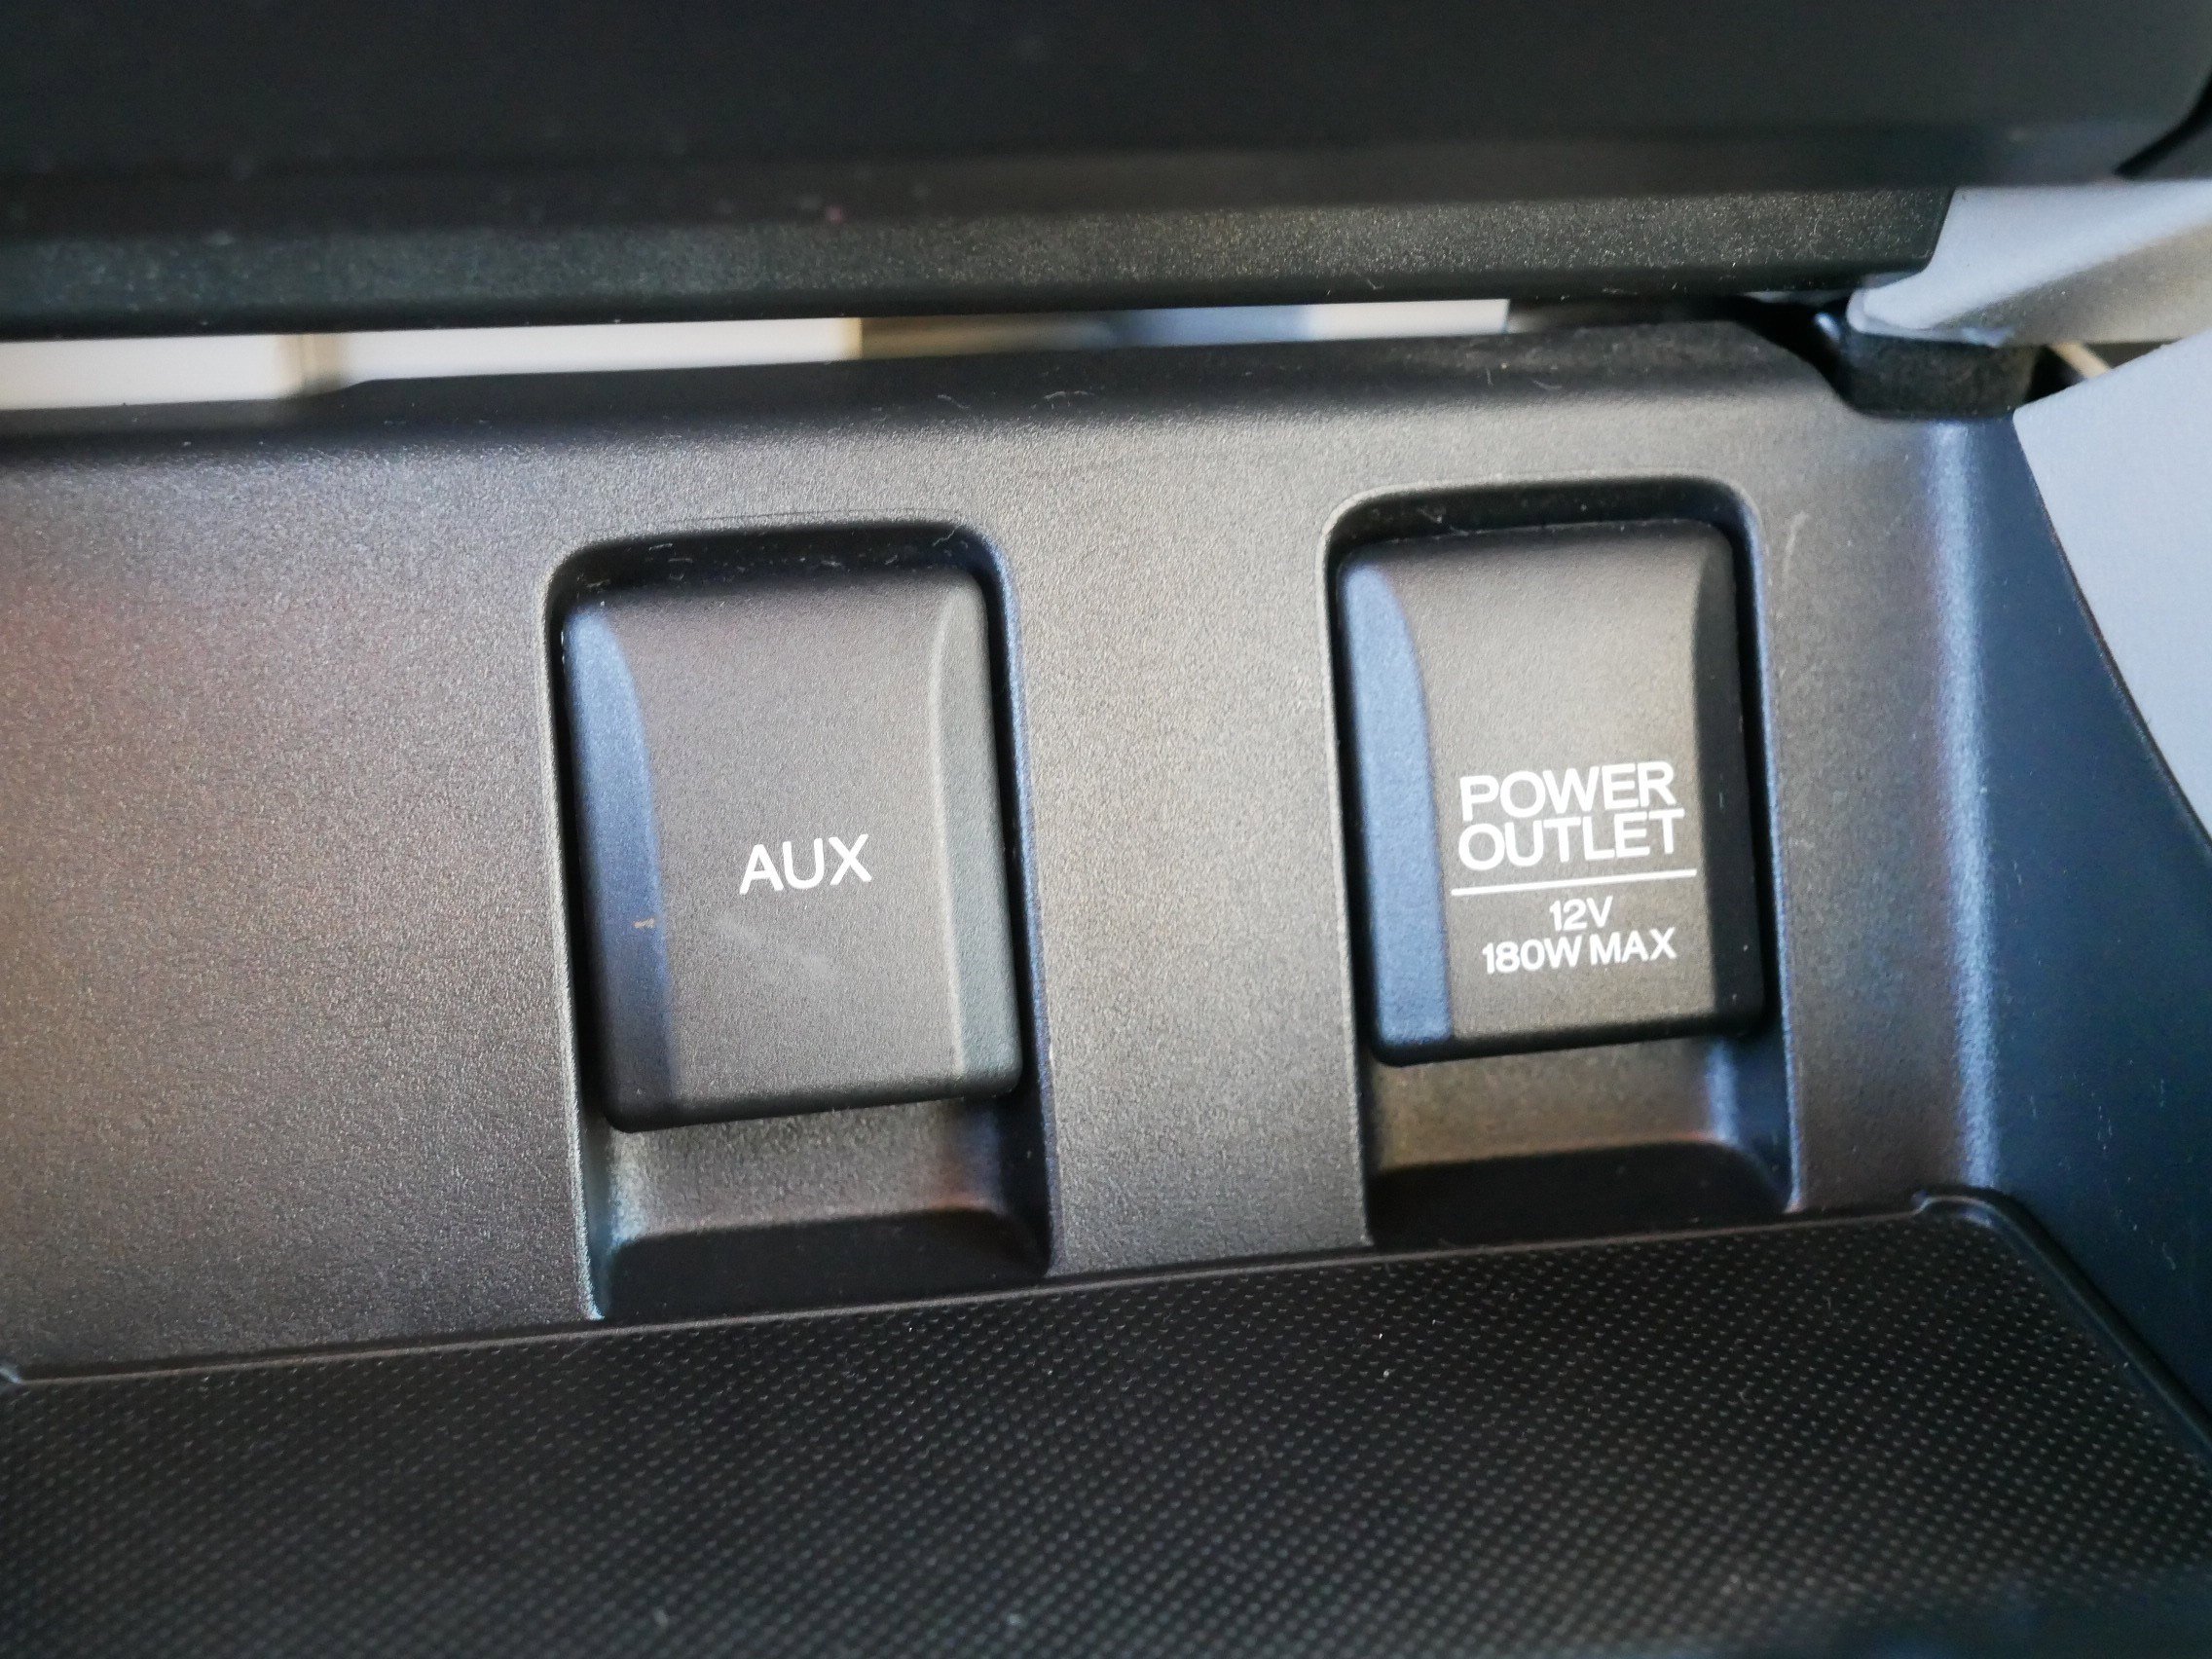 AUX
POWER
OUTLET
12V
180W MAX